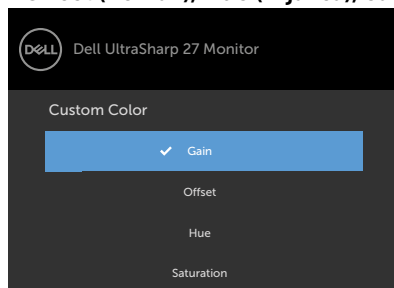 DELL
Dell UltraSharp 27 Monitor
Custom Color
Gain
Offset
Hue
Saturation